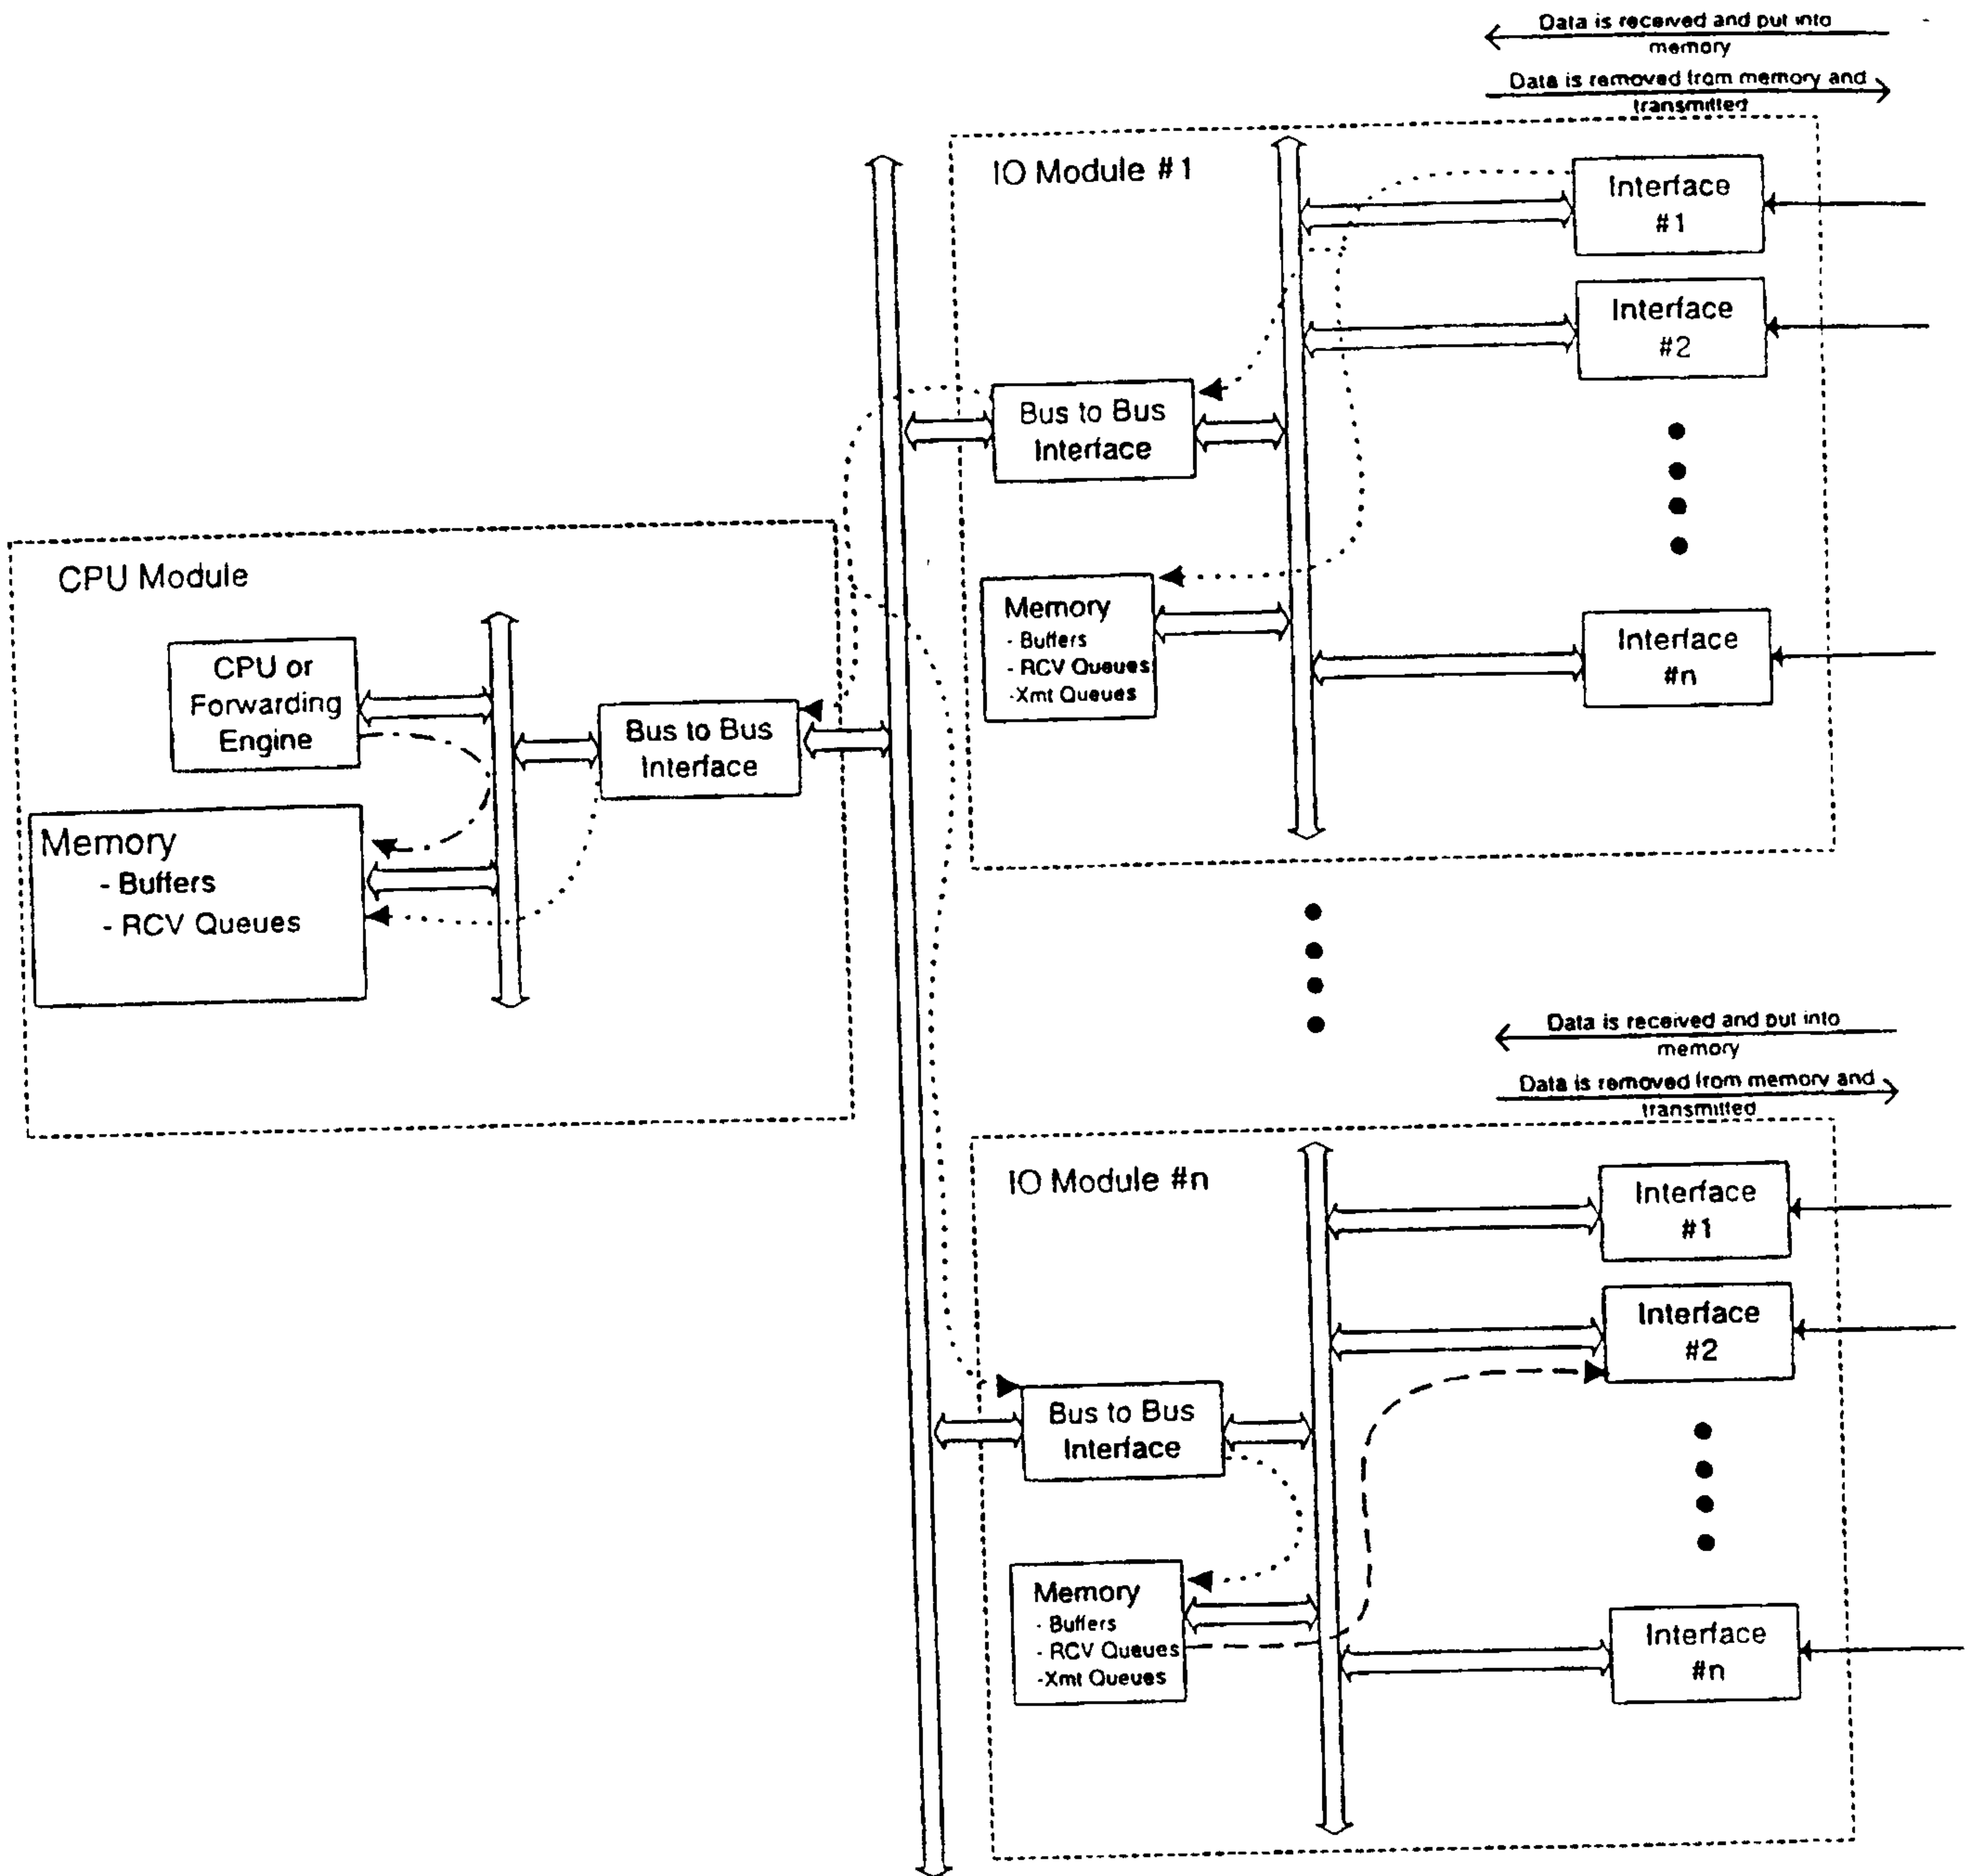 Data is received and put into
memory
Data is removed from memory and
transmitted
IO Module #1
Interface
#1
Interface
#2
Bus to Bus
Interface
Memory
- Buffers
- RCV Queues
-Xmt Queues
Interface
#n
CPU Module
CPU or
Forwarding
Engine
Bus to Bus
Interface
Memory
- Buffers
- RCV Queues
Data is received and put into
memory
Data is removed from memory and
transmitted
IO Module #n
Interface
#1
Interface
#2
Bus to Bus
Interface
Memory
- Buffers
- RCV Queues
-Xmt Queues
Interface
#n